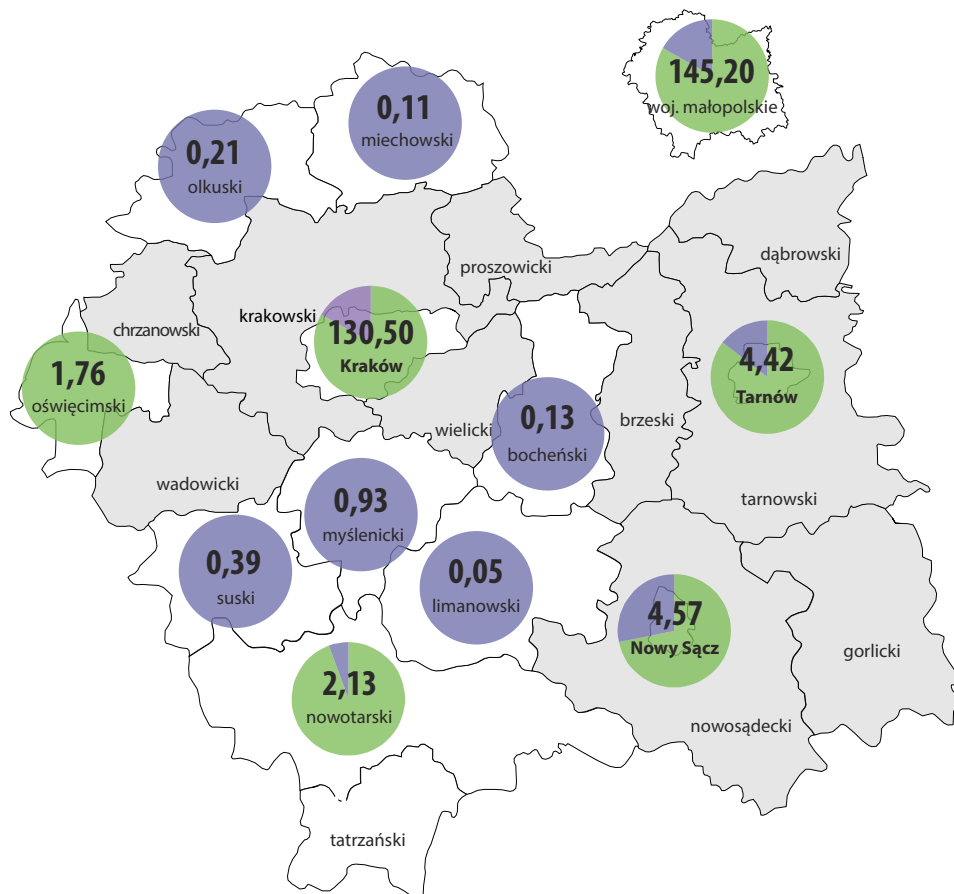 145,20
woj. małopolskie
0,11
miechowski
0,21
olkuski
dąbrowski
proszowicki
krakowski
chrzanowski
130,50
Kraków
4,42
Tarnów
1,76
oświęcimski
0,13
bocheński
wielicki
brzeski
wadowicki
tarnowski
0,93
myślenicki
0,39
suski
0,05
limanowski
4,57
Nowy Sącz
gorlicki
2,13
nowotarski
nowosądecki
tatrzański